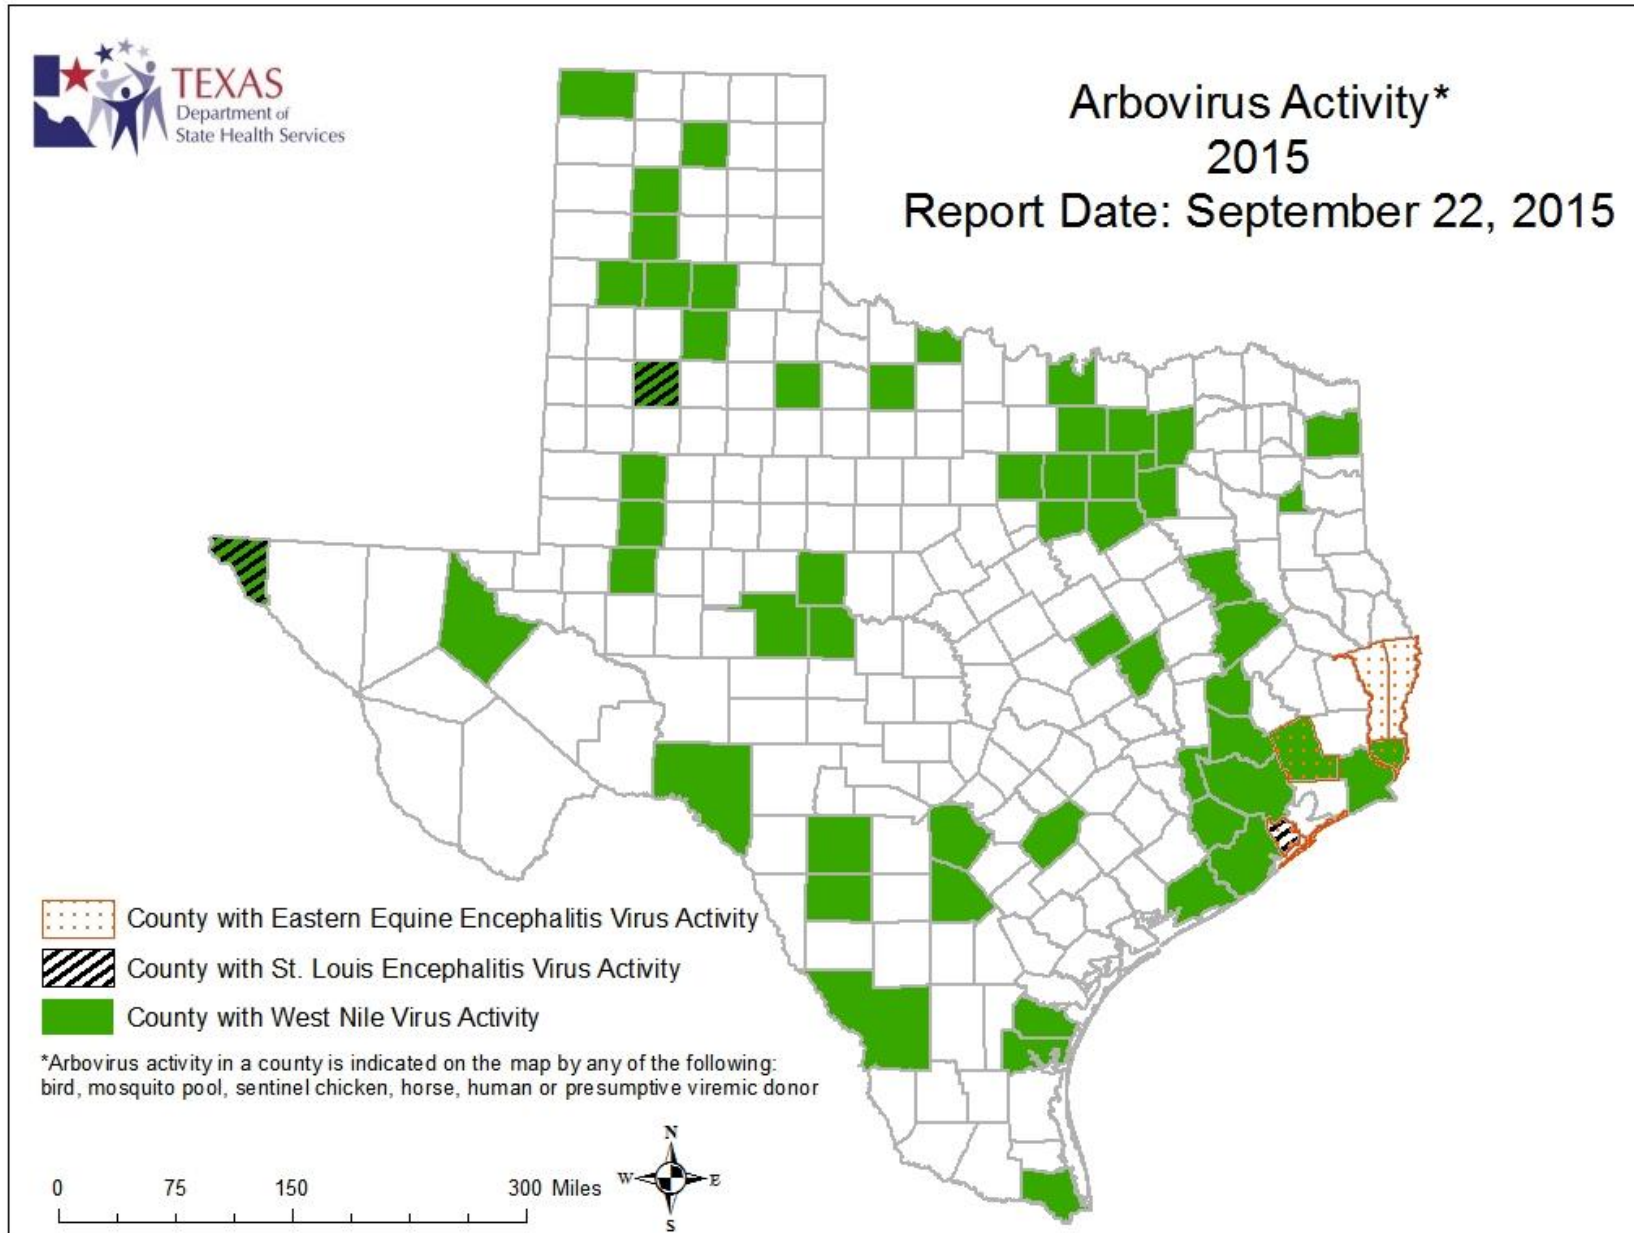 TEXAS
Department of
State Health Services
Arbovirus Activity*
2015
Report Date: September 22, 2015
County with Eastern Equine Encephalitis Virus Activity
County with St. Louis Encephalitis Virus Activity
County with West Nile Virus Activity
*Arbovirus activity in a county is indicated on the map by any of the following:
bird, mosquito pool, sentinel chicken, horse, human or presumptive viremic donor
N
W E
S
0 75 150 300 Miles